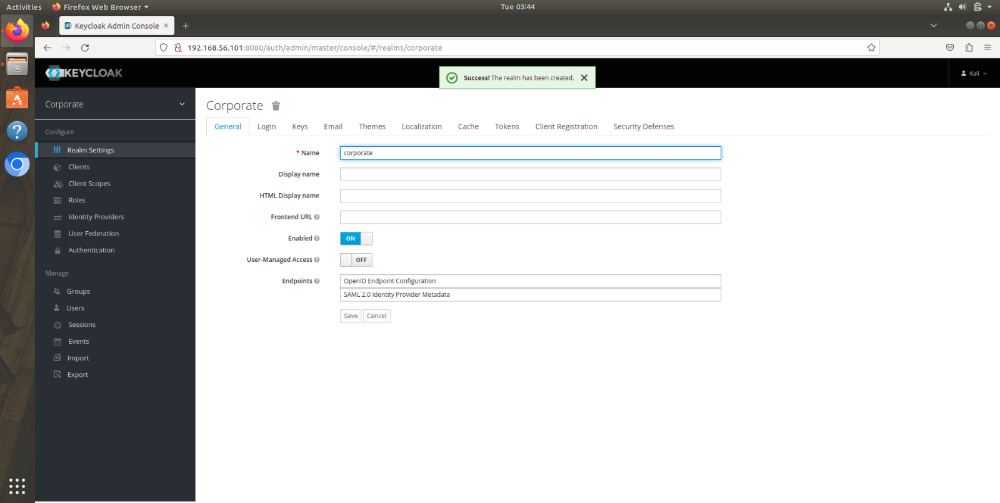 Activities Firefox Web Browser Tue 03:44
Keycloak Admin Console
192.168.56.101:8080/auth/admin/master/console/#/realms/corporate
KEYCLOAK
Success! The realm has been created.
Kali
Corporate
Configure
Realm Settings
Clients
Client Scopes
Roles
Identity Providers
User Federation
Authentication
Manage
Groups
Users
Sessions
Events
Import
Export
Corporate
General Login Keys Email Themes Localization Cache Tokens Client Registration Security Defenses
* Name corporate
Display name
HTML Display name
Frontend URL
Enabled ON
User-Managed Access OFF
Endpoints OpenID Endpoint Configuration
SAML 2.0 Identity Provider Metadata
Save Cancel